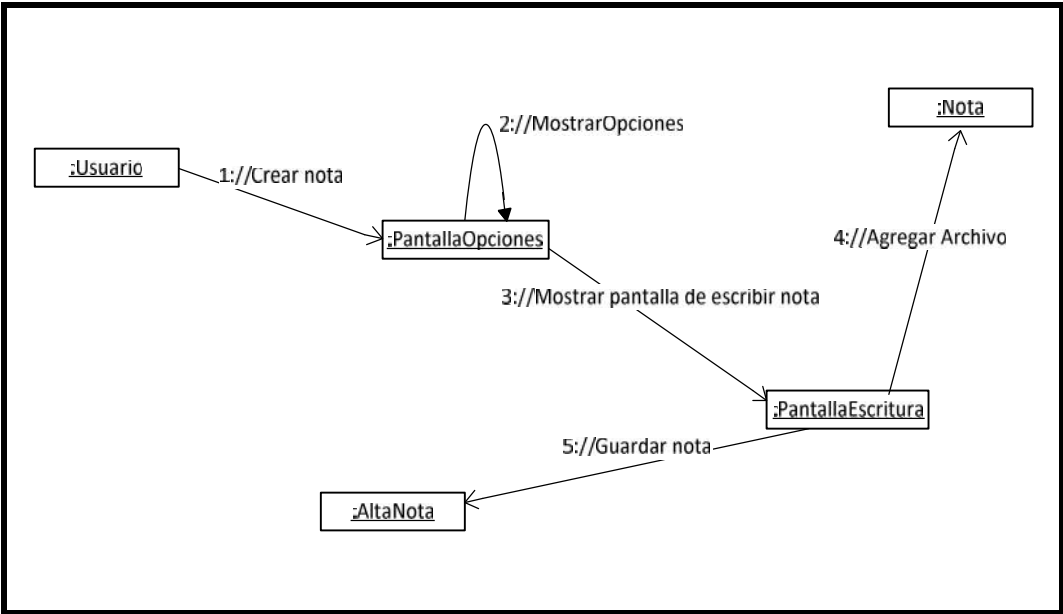 :Nota
2://MostrarOpciones
:Usuario
1://Crear nota
:PantallaOpciones
4://Agregar Archivo
3://Mostrar pantalla de escribir nota
:PantallaEscritura
5://Guardar nota
:AltaNota